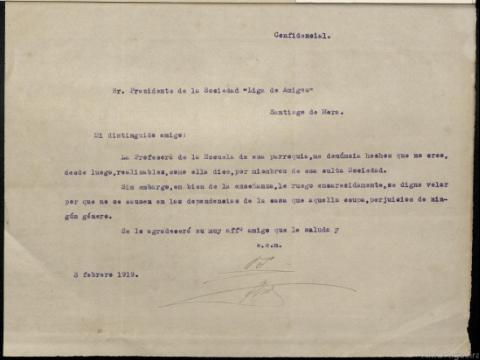 Confidencial.
Sr. Presidente de la Sociedad "Liga de Amigos"
Santiago de Mera.
Mi distinguido amigo:
La Profesora de la Escuela de esa parroquia, me denuncia hechos que no creo,
desde luego, realizables, como ella dice, por miembros de esa culta Sociedad.
Sin embargo, en bien de la enseñanza, le ruego encarecidamente, se digne velar
por que no se causen en las dependencias de la casa que aquella ocupa, perjuicios de nin-
gún género.
Se lo agradecerá su muy affº amigo que le saluda y
e.s.m.
3 febrero 1919.